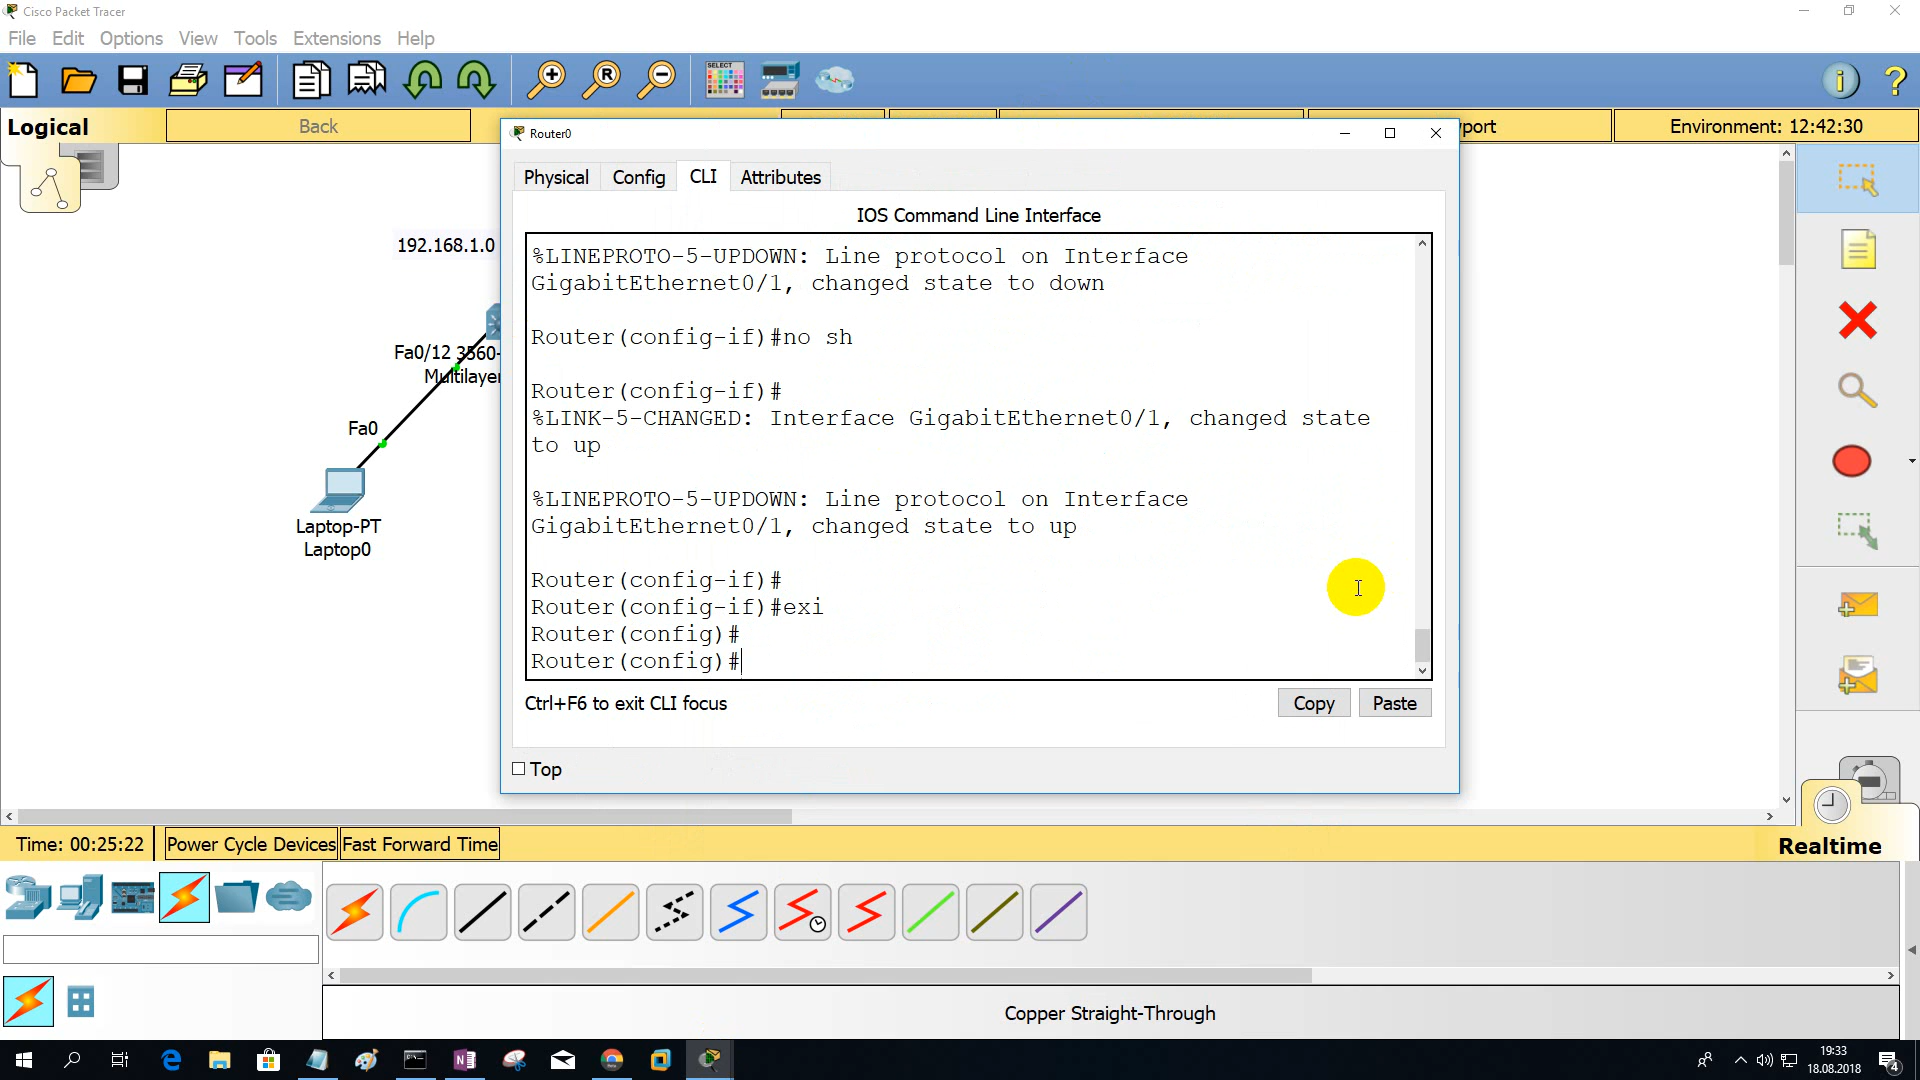 Cisco Packet Tracer
File Edit Options View Tools Extensions Help
SELECT
Logical
Back
port
Environment: 12:42:30
Router0
Physical Config CLI Attributes
IOS Command Line Interface
%LINEPROTO-5-UPDOWN: Line protocol on Interface
GigabitEthernet0/1, changed state to down
Router(config-if)#no sh
Router(config-if)#
%LINK-5-CHANGED: Interface GigabitEthernet0/1, changed state
to up
%LINEPROTO-5-UPDOWN: Line protocol on Interface
GigabitEthernet0/1, changed state to up
Router(config-if)#
Router(config-if)#exi
Router(config)#
Router(config)#
Ctrl+F6 to exit CLI focus
Copy
Paste
Top
192.168.1.0
Fa0/12 3560-
Multilayer
Fa0
Laptop-PT
Laptop0
Time: 00:25:22
Power Cycle Devices
Fast Forward Time
Realtime
Copper Straight-Through
19:33
18.08.2018
4